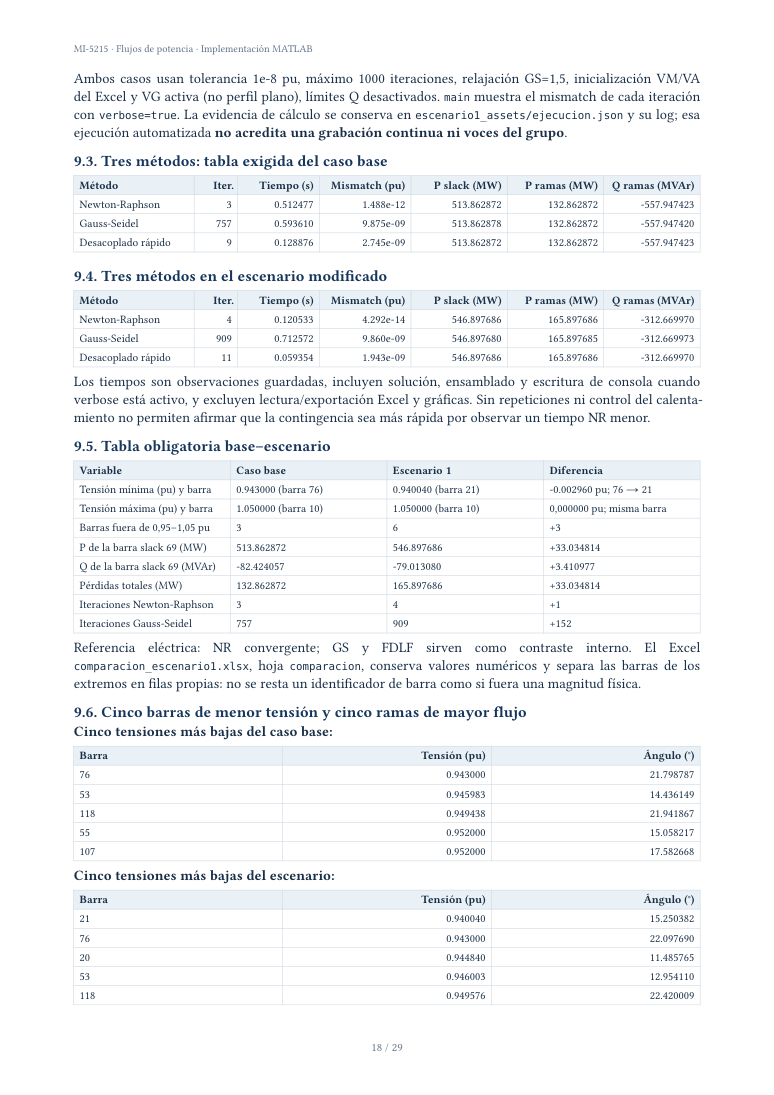 MI-5215 · Flujos de potencia · Implementación MATLAB
Ambos casos usan tolerancia 1e-8 pu, máximo 1000 iteraciones, relajación GS=1,5, inicialización VM/VA
del Excel y VG activa (no perfil plano), límites Q desactivados. main muestra el mismatch de cada iteración
con verbose=true. La evidencia de cálculo se conserva en escenario1_assets/ejecucion.json y su log; esa
ejecución automatizada no acredita una grabación continua ni voces del grupo.
9.3. Tres métodos: tabla exigida del caso base
Método Iter. Tiempo (s) Mismatch (pu) P slack (MW) P ramas (MW) Q ramas (MVAr)
Newton-Raphson 3 0.512477 1.488e-12 513.862872 132.862872 -557.947423
Gauss-Seidel 757 0.593610 9.875e-09 513.862878 132.862872 -557.947420
Desacoplado rápido 9 0.128876 2.745e-09 513.862872 132.862872 -557.947423
9.4. Tres métodos en el escenario modificado
Método Iter. Tiempo (s) Mismatch (pu) P slack (MW) P ramas (MW) Q ramas (MVAr)
Newton-Raphson 4 0.120533 4.292e-14 546.897686 165.897686 -312.669970
Gauss-Seidel 909 0.712572 9.860e-09 546.897680 165.897685 -312.669973
Desacoplado rápido 11 0.059354 1.943e-09 546.897686 165.897686 -312.669970
Los tiempos son observaciones guardadas, incluyen solución, ensamblado y escritura de consola cuando
verbose está activo, y excluyen lectura/exportación Excel y gráficas. Sin repeticiones ni control del calenta-
miento no permiten afirmar que la contingencia sea más rápida por observar un tiempo NR menor.
9.5. Tabla obligatoria base–escenario
Variable Caso base Escenario 1 Diferencia
Tensión mínima (pu) y barra 0.943000 (barra 76) 0.940040 (barra 21) -0.002960 pu; 76 → 21
Tensión máxima (pu) y barra 1.050000 (barra 10) 1.050000 (barra 10) 0,000000 pu; misma barra
Barras fuera de 0,95–1,05 pu 3 6 +3
P de la barra slack 69 (MW) 513.862872 546.897686 +33.034814
Q de la barra slack 69 (MVAr) -82.424057 -79.013080 +3.410977
Pérdidas totales (MW) 132.862872 165.897686 +33.034814
Iteraciones Newton-Raphson 3 4 +1
Iteraciones Gauss-Seidel 757 909 +152
Referencia eléctrica: NR convergente; GS y FDLF sirven como contraste interno. El Excel
comparacion_escenario1.xlsx, hoja comparacion, conserva valores numéricos y separa las barras de los
extremos en filas propias: no se resta un identificador de barra como si fuera una magnitud física.
9.6. Cinco barras de menor tensión y cinco ramas de mayor flujo
Cinco tensiones más bajas del caso base:
Barra Tensión (pu) Ángulo (°)
76 0.943000 21.798787
53 0.945983 14.436149
118 0.949438 21.941867
55 0.952000 15.058217
107 0.952000 17.582668
Cinco tensiones más bajas del escenario:
Barra Tensión (pu) Ángulo (°)
21 0.940040 15.250382
76 0.943000 22.097690
20 0.944840 11.485765
53 0.946003 12.954110
118 0.949576 22.420009
18 / 29